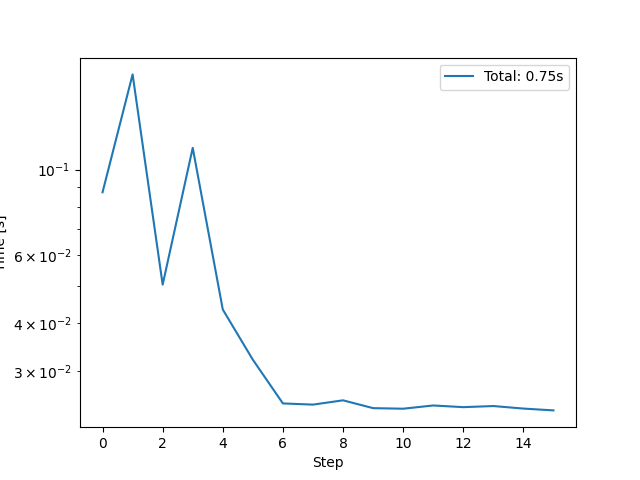 Total: 0.75s
10⁻¹
6 × 10⁻²
4 × 10⁻²
3 × 10⁻²
Time [s]
0 2 4 6 8 10 12 14
Step